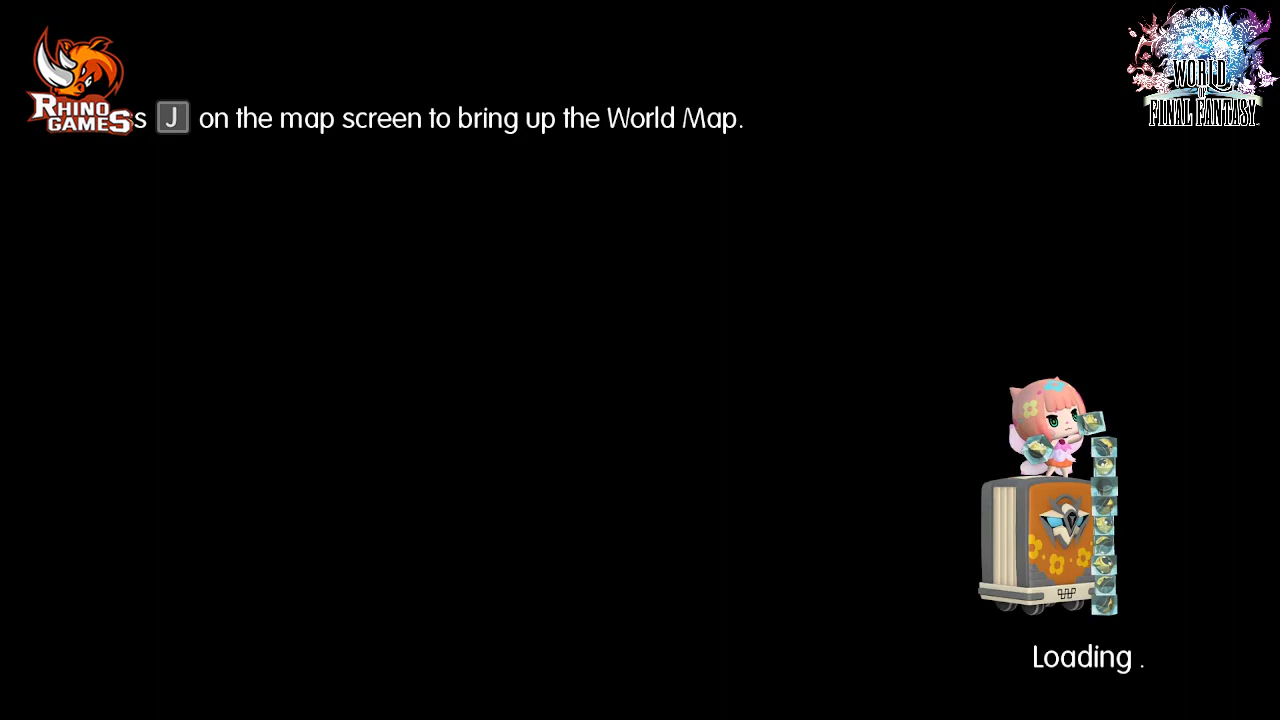 RHINO
GAMES
s J on the map screen to bring up the World Map.
WORLD
OF
FINAL FANTASY
Loading .